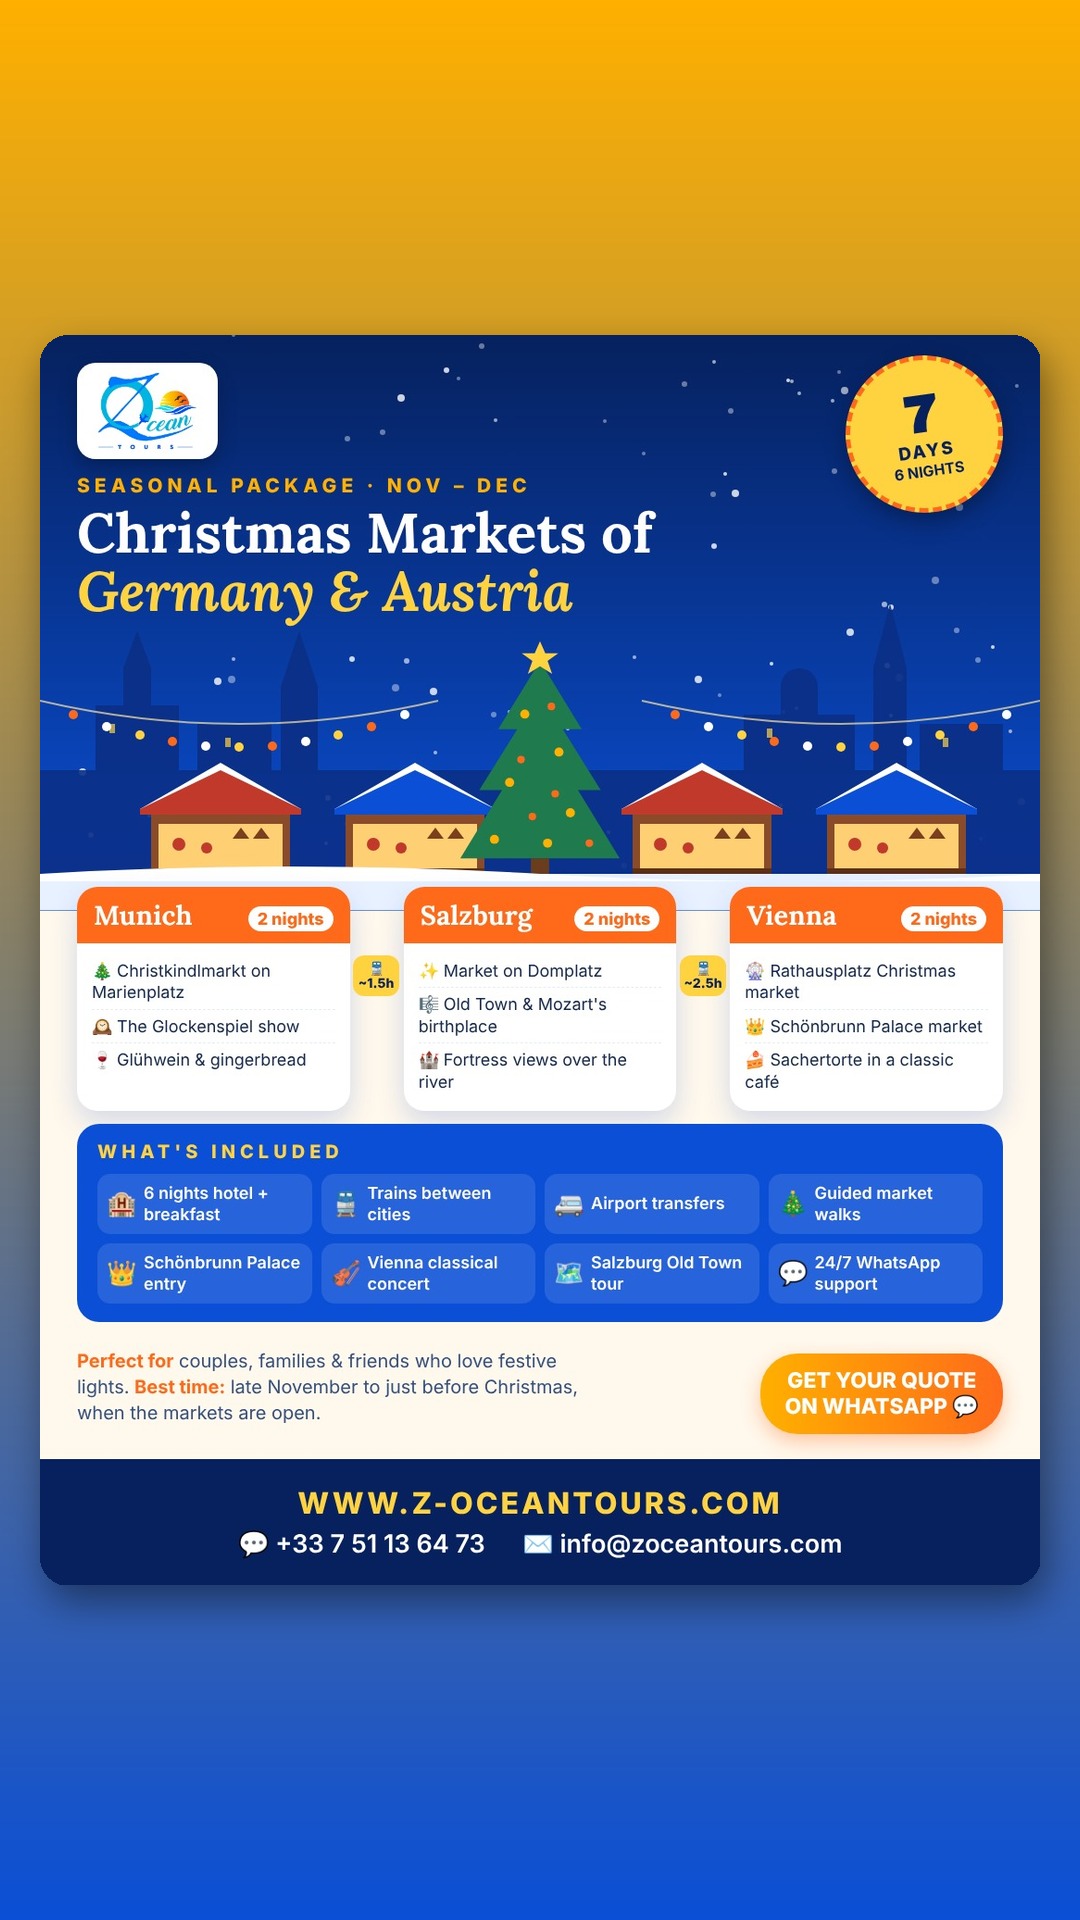 Ocean
TOURS
7
DAYS
6 NIGHTS
SEASONAL PACKAGE · NOV – DEC
Christmas Markets of
Germany & Austria
Munich
2 nights
🎄 Christkindlmarkt on
Marienplatz
🕰️ The Glockenspiel show
🍷 Glühwein & gingerbread
🚆
~1.5h
Salzburg
2 nights
✨ Market on Domplatz
🎼 Old Town & Mozart's
birthplace
🏰 Fortress views over the
river
🚆
~2.5h
Vienna
2 nights
🎡 Rathausplatz Christmas
market
👑 Schönbrunn Palace market
🍰 Sachertorte in a classic
café
WHAT'S INCLUDED
🏨 6 nights hotel +
breakfast
🚆 Trains between
cities
🚐 Airport transfers
🎄 Guided market
walks
👑 Schönbrunn Palace
entry
🎻 Vienna classical
concert
🗺️ Salzburg Old Town
tour
💬 24/7 WhatsApp
support
Perfect for couples, families & friends who love festive
lights. Best time: late November to just before Christmas,
when the markets are open.
GET YOUR QUOTE
ON WHATSAPP 💬
WWW.Z-OCEANTOURS.COM
💬 +33 7 51 13 64 73 ✉️ info@zoceantours.com